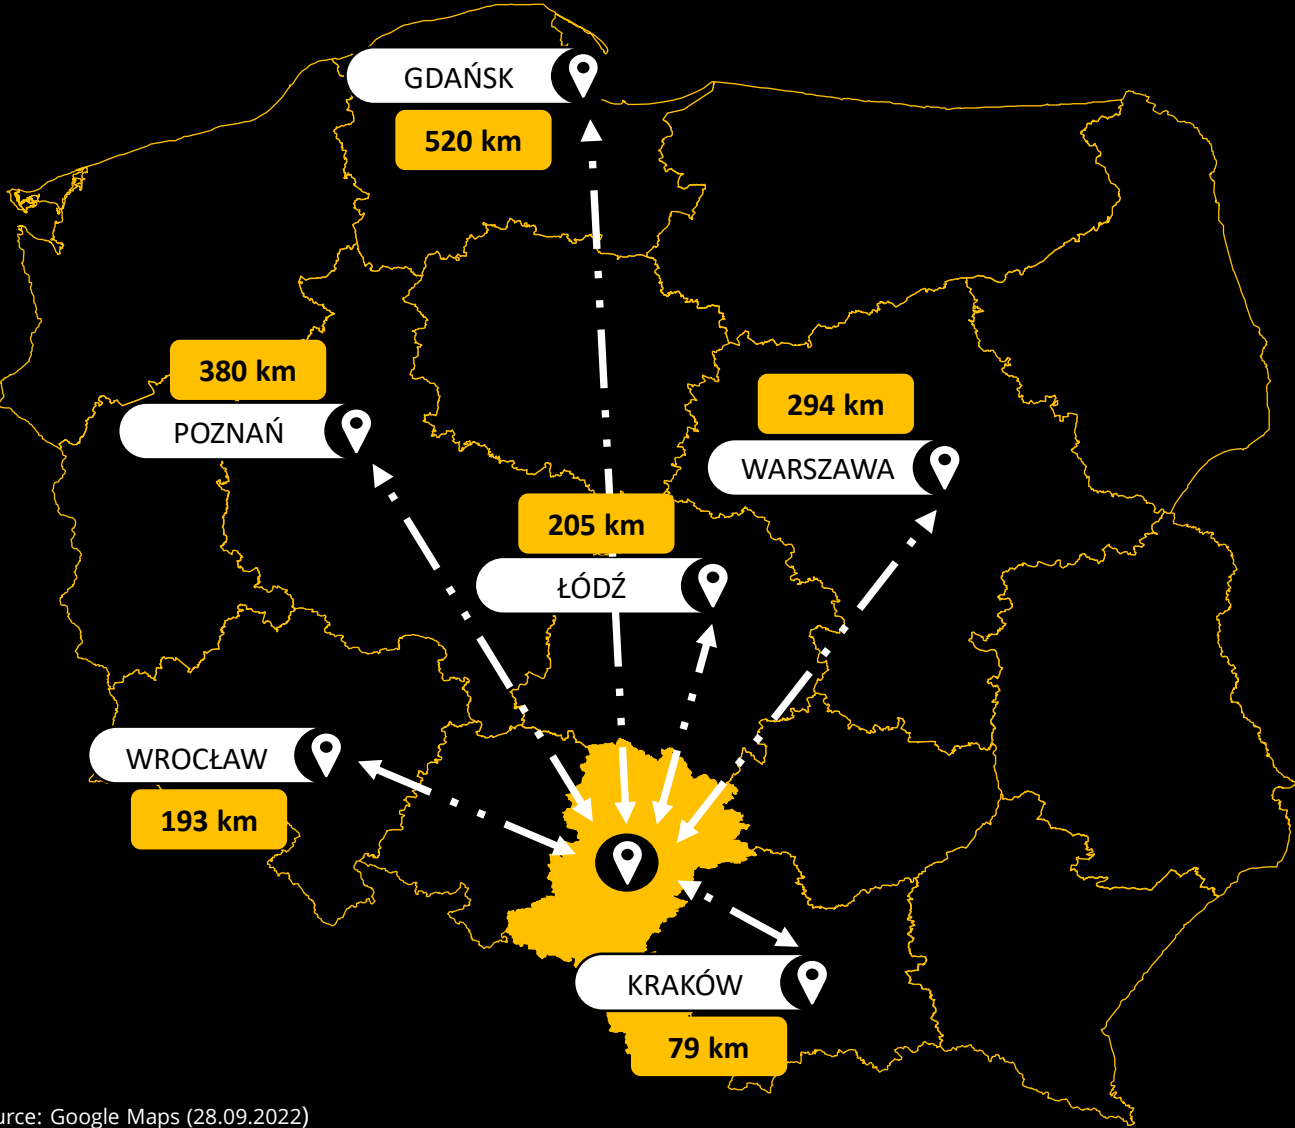 GDAŃSK
520 km
380 km
POZNAŃ
294 km
WARSZAWA
205 km
ŁÓDŹ
WROCŁAW
193 km
KRAKÓW
79 km
urce: Google Maps (28.09.2022)